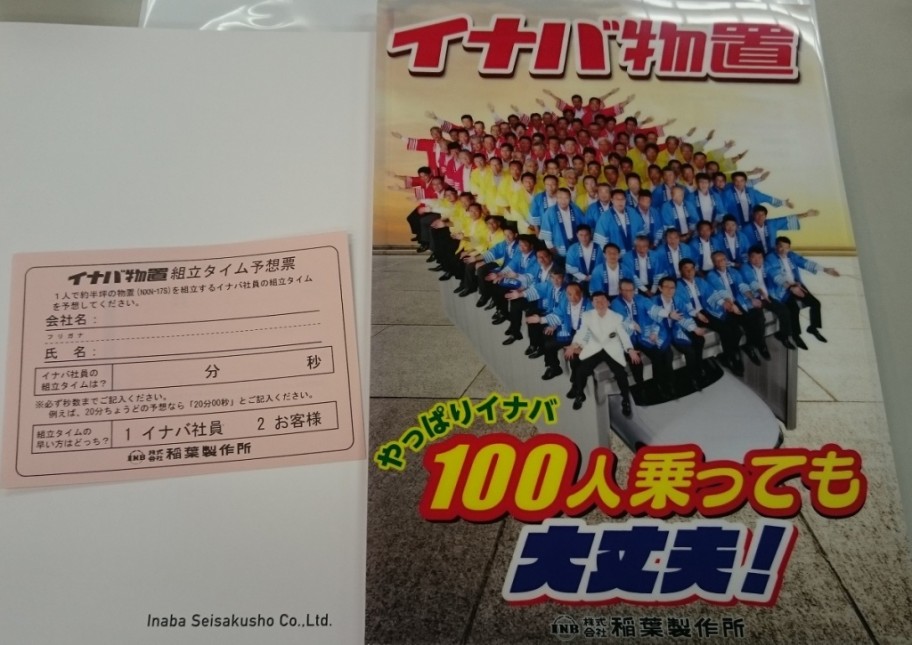 イナバ物置 組立タイム予想票
1人で約半坪の物置(NXN-17S)を組立するイナバ社員の組立タイム
を予想してください。
会社名：
フリガナ
氏　名：
イナバ社員の
組立タイムは？
分　秒
※必ず秒数までご記入ください。
例えば、20分ちょうどの予想なら「20分00秒」とご記入ください。
組立タイムの
早い方はどっち？
1 イナバ社員　2 お客様
INB 株式会社 稲葉製作所
Inaba Seisakusho Co.,Ltd.
イナバ物置
やっぱりイナバ
100人乗っても
大丈夫！
INB 株式会社 稲葉製作所